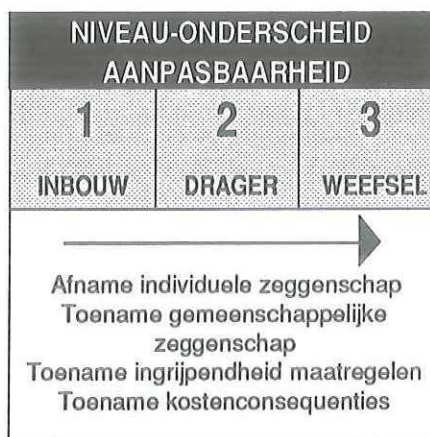 NIVEAU-ONDERSCHEID
AANPASBAARHEID
1 2 3
INBOUW DRAGER WEEFSEL
Afname individuele zeggenschap
Toename gemeenschappelijke
zeggenschap
Toename ingrijpendheid maatregelen
Toename kostenconsequenties